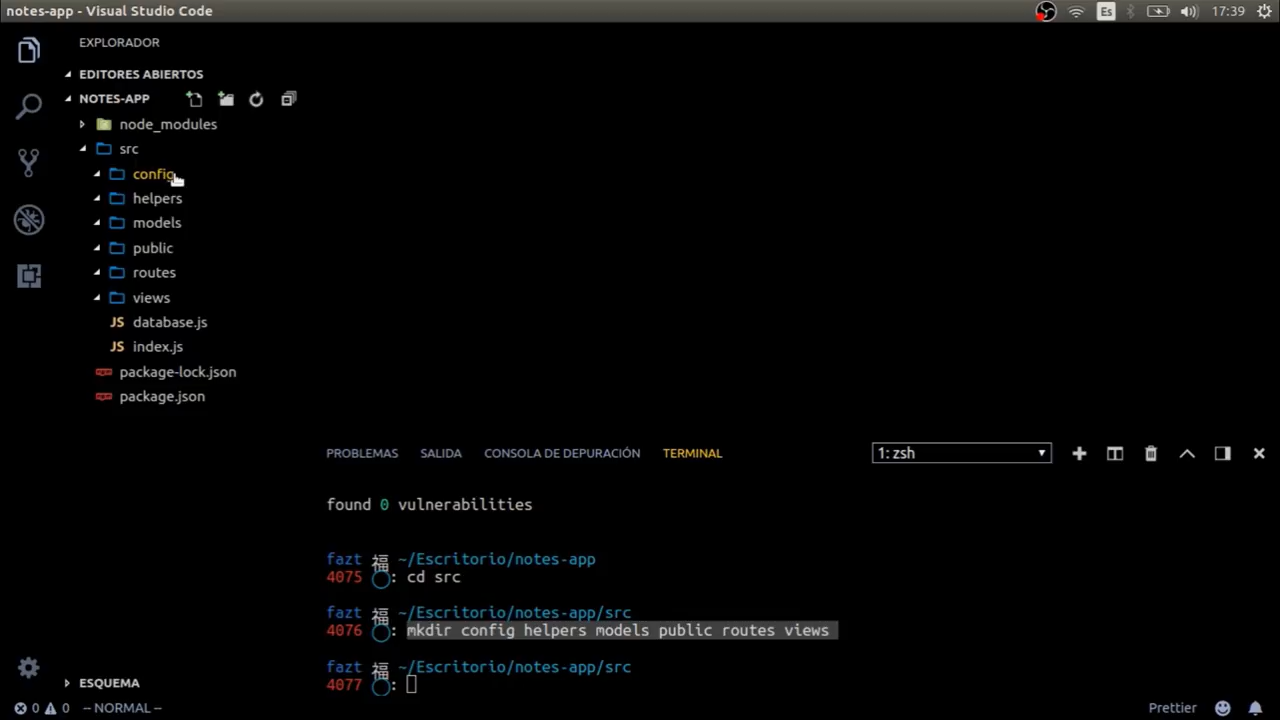 notes-app - Visual Studio Code
Es
17:39
EXPLORADOR
EDITORES ABIERTOS
NOTES-APP
node_modules
src
config
helpers
models
public
routes
views
JS database.js
JS index.js
package-lock.json
package.json
PROBLEMAS SALIDA CONSOLA DE DEPURACIÓN TERMINAL
1: zsh
found 0 vulnerabilities
fazt 福 ~/Escritorio/notes-app
4075 : cd src
fazt 福 ~/Escritorio/notes-app/src
4076 : mkdir config helpers models public routes views
fazt 福 ~/Escritorio/notes-app/src
4077 :
ESQUEMA
0 0 -- NORMAL --
Prettier